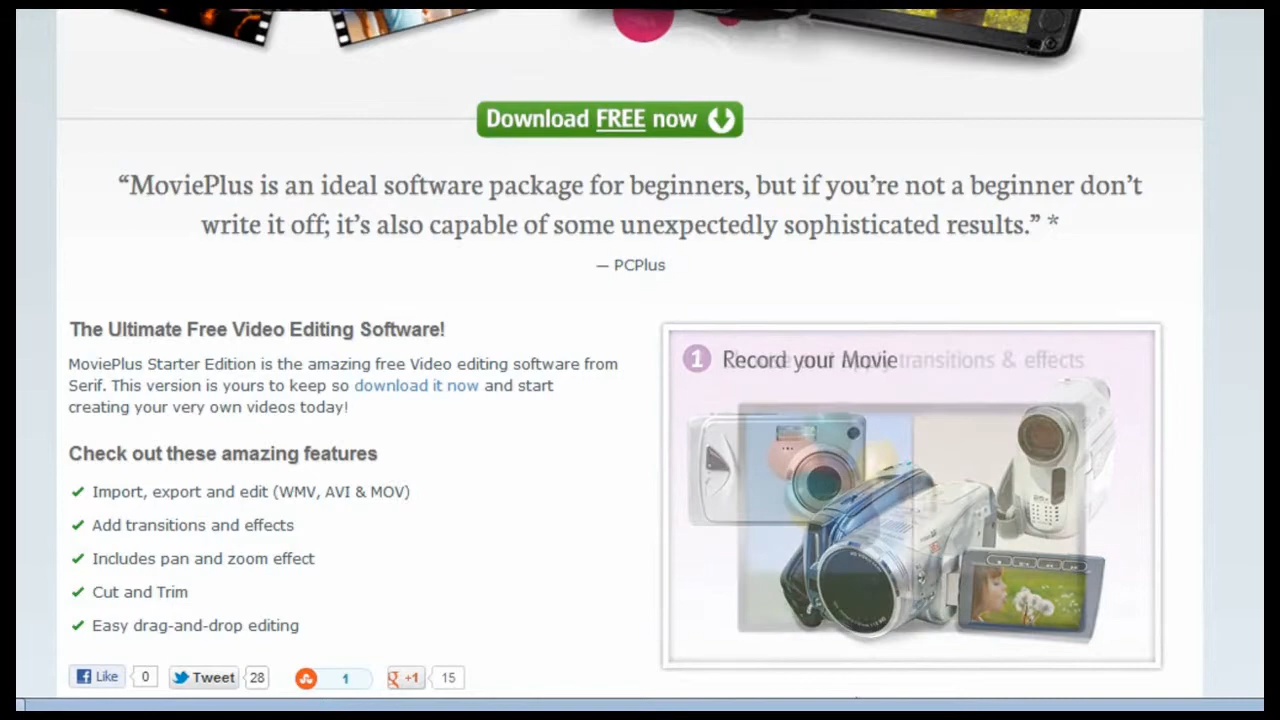 Download FREE now
“MoviePlus is an ideal software package for beginners, but if you’re not a beginner don’t
write it off; it’s also capable of some unexpectedly sophisticated results.” *
— PCPlus
The Ultimate Free Video Editing Software!
MoviePlus Starter Edition is the amazing free Video editing software from
Serif. This version is yours to keep so download it now and start
creating your very own videos today!
Check out these amazing features
Import, export and edit (WMV, AVI & MOV)
Add transitions and effects
Includes pan and zoom effect
Cut and Trim
Easy drag-and-drop editing
Like 0 Tweet 28 1 +1 15
1 Record your Movie
transitions & effects